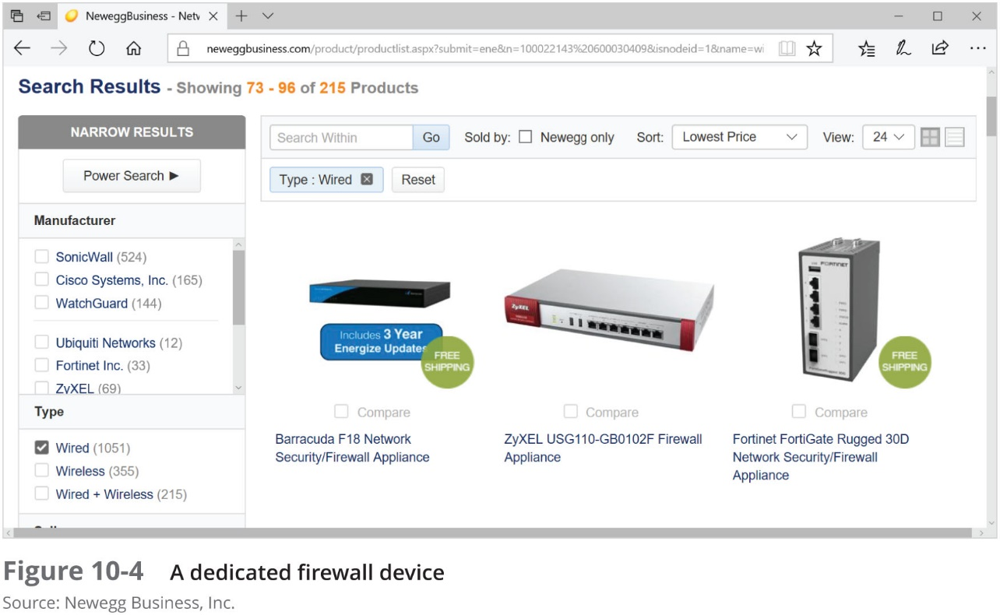 NeweggBusiness - Netv
neweggbusiness.com/product/productlist.aspx?submit=ene&n=100022143%20600030409&isnodeid=1&name=wi
Search Results - Showing 73 - 96 of 215 Products
NARROW RESULTS
Power Search ►
Manufacturer
SonicWall (524)
Cisco Systems, Inc. (165)
WatchGuard (144)
Ubiquiti Networks (12)
Fortinet Inc. (33)
ZyXEL (69)
Type
Wired (1051)
Wireless (355)
Wired + Wireless (215)
Search Within
Go
Sold by:
Newegg only
Sort:
Lowest Price
View:
24
Type : Wired
Reset
Includes 3 Year
Energize Updates
FREE
SHIPPING
Compare
Barracuda F18 Network
Security/Firewall Appliance
ZyXEL
Compare
ZyXEL USG110-GB0102F Firewall
Appliance
FORTINET
FREE
SHIPPING
Compare
Fortinet FortiGate Rugged 30D
Network Security/Firewall
Appliance
Figure 10-4 A dedicated firewall device
Source: Newegg Business, Inc.